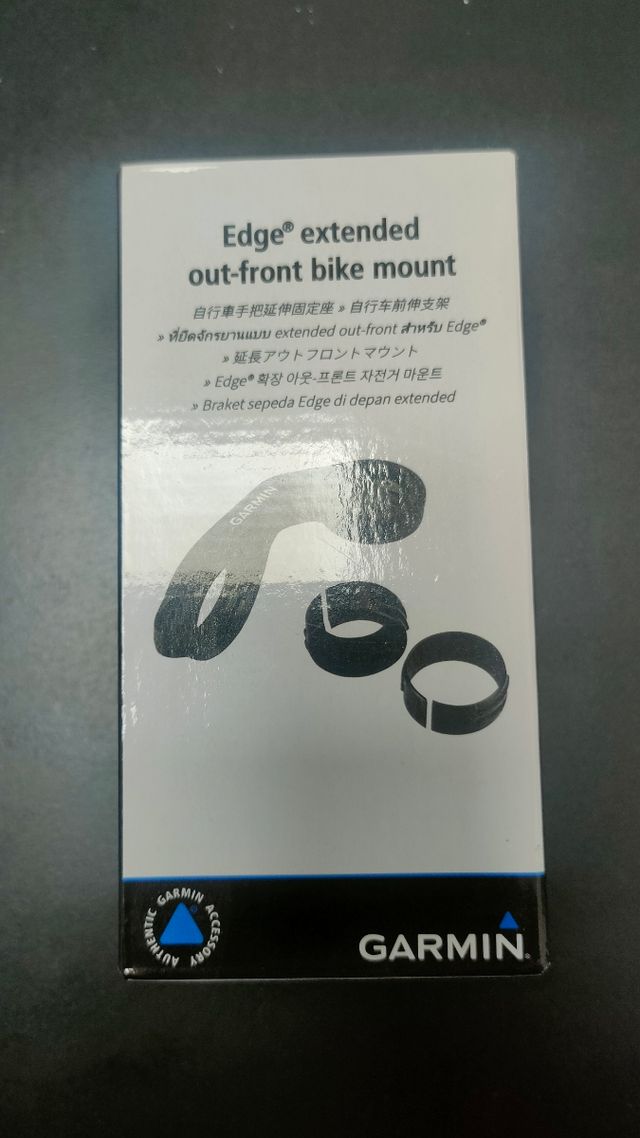 Edge® extended
out-front bike mount
自行車手把延伸固定座 » 自行车前伸支架
» ที่ยึดจักรยานแบบ extended out-front สำหรับ Edge®
» 延長アウトフロントマウント
» Edge® 확장 아웃-프론트 자전거 마운트
» Braket sepeda Edge di depan extended
GARMIN
AUTHENTIC GARMIN ACCESSORY
GARMIN®